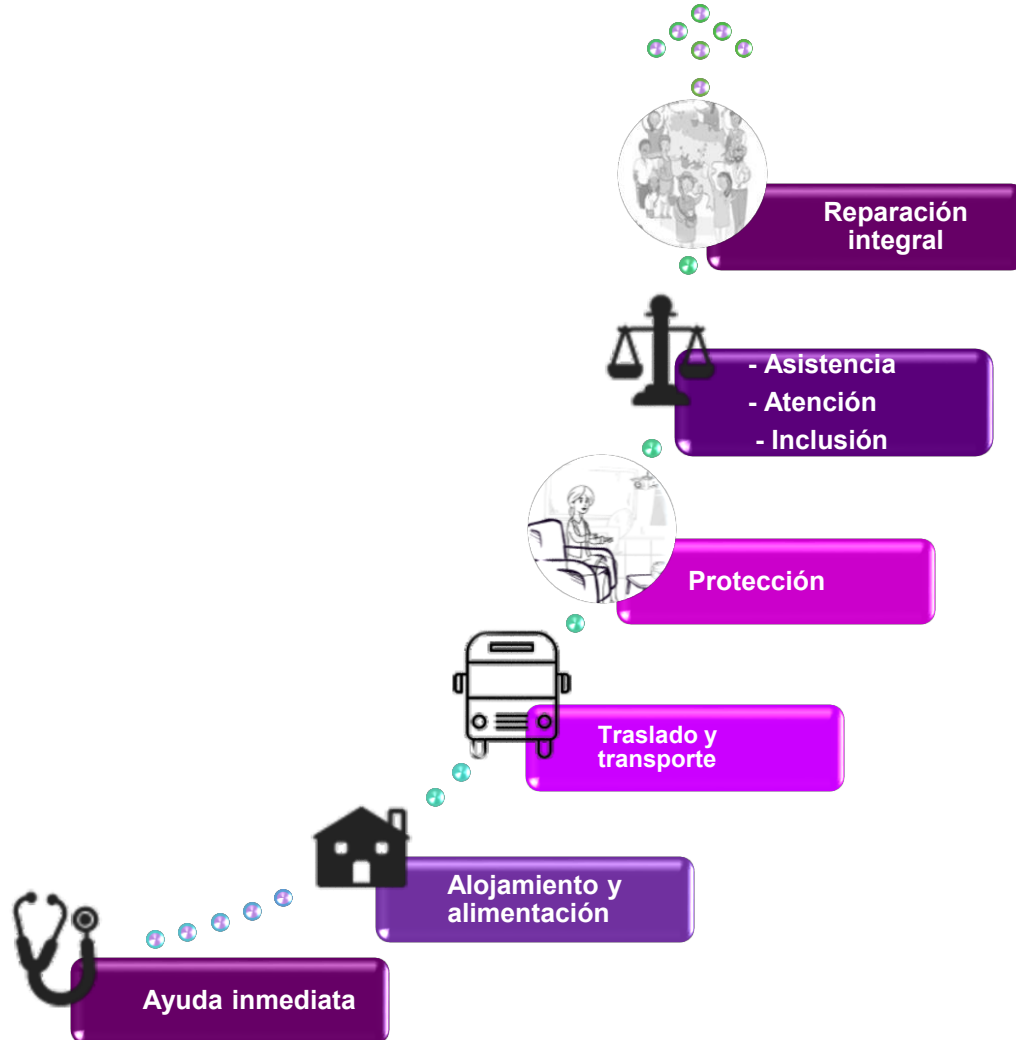 Reparación
integral
- Asistencia
- Atención
- Inclusión
Protección
Traslado y
transporte
Alojamiento y
alimentación
Ayuda inmediata